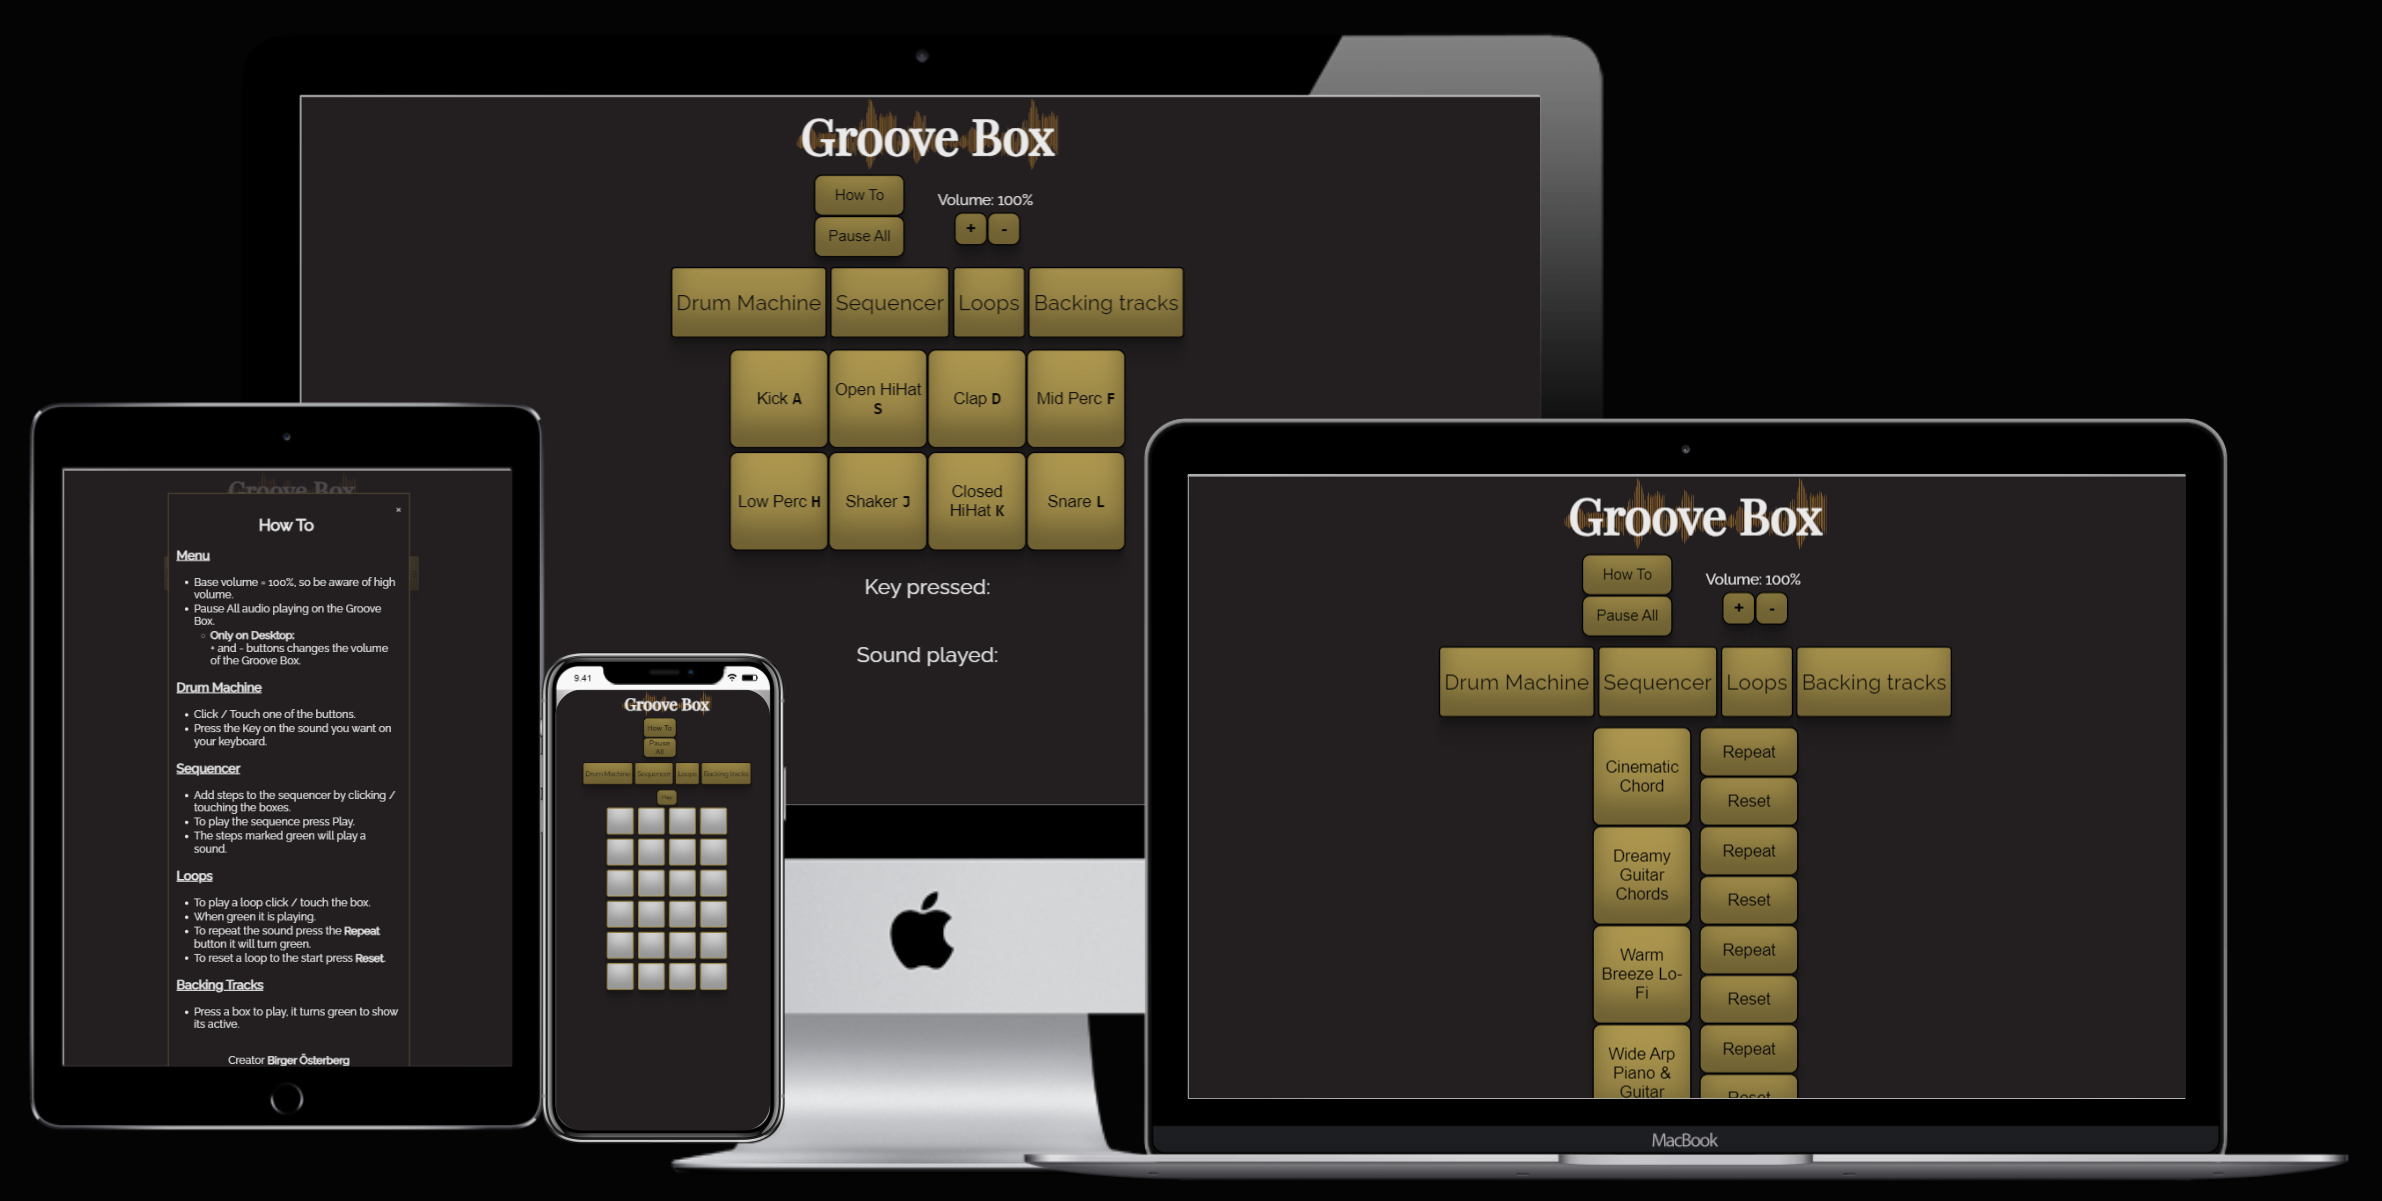 Groove Box
How To
Volume: 100%
Pause All
+ -
Drum Machine Sequencer Loops Backing tracks
Kick A
Open HiHat
S
Clap D
Mid Perc F
Low Perc H
Shaker J
Closed
HiHat K
Snare L
Key pressed:
Sound played:
Groove Box
×
How To
Menu
• Base volume = 100%, so be aware of high
volume.
• Pause All audio playing on the Groove
Box.
○ Only on Desktop:
+ and - buttons changes the volume
of the Groove Box.
Drum Machine
• Click / Touch one of the buttons.
• Press the Key on the sound you want on
your keyboard.
Sequencer
• Add steps to the sequencer by clicking /
touching the boxes.
• To play the sequence press Play.
• The steps marked green will play a
sound.
Loops
• To play a loop click / touch the box.
• When green it is playing.
• To repeat the sound press the Repeat
button it will turn green.
• To reset a loop to the start press Reset.
Backing Tracks
• Press a box to play, it turns green to show
its active.
Creator Birger Österberg
9.41
Groove Box
How To
Pause
All
Drum Machine Sequencer Loops Backing tracks
Play
Groove Box
How To
Volume: 100%
Pause All
+ -
Drum Machine Sequencer Loops Backing tracks
Cinematic
Chord
Repeat
Reset
Dreamy
Guitar
Chords
Repeat
Reset
Warm
Breeze Lo-
Fi
Repeat
Reset
Wide Arp
Piano &
Guitar
Repeat
Reset
MacBook